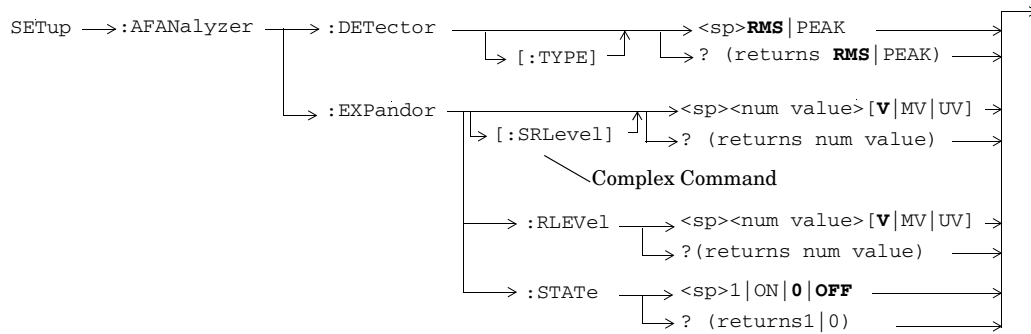 SETup :AFANalyzer :DETector <sp>RMS|PEAK
[:TYPE] ? (returns RMS|PEAK)
:EXPandor <sp><num value>[V|MV|UV]
[:SRLevel] ? (returns num value)
Complex Command
:RLEVel <sp><num value>[V|MV|UV]
?(returns num value)
:STATe <sp>1|ON|0|OFF
? (returns1|0)